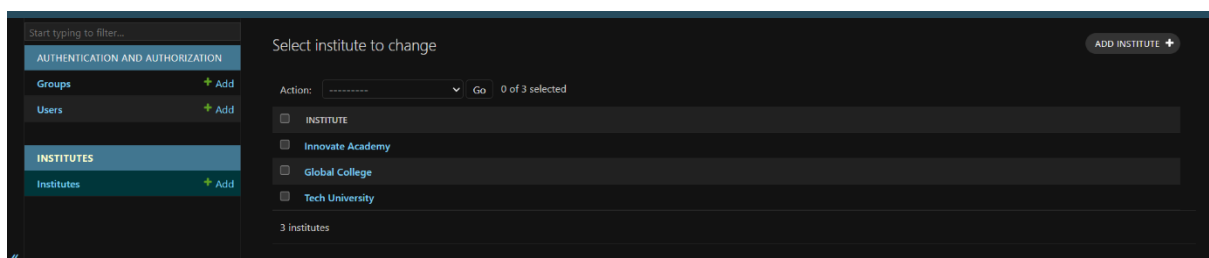 Start typing to filter...
AUTHENTICATION AND AUTHORIZATION
Groups + Add
Users + Add
INSTITUTES
Institutes + Add
«
Select institute to change
ADD INSTITUTE +
Action: --------- Go 0 of 3 selected
INSTITUTE
Innovate Academy
Global College
Tech University
3 institutes